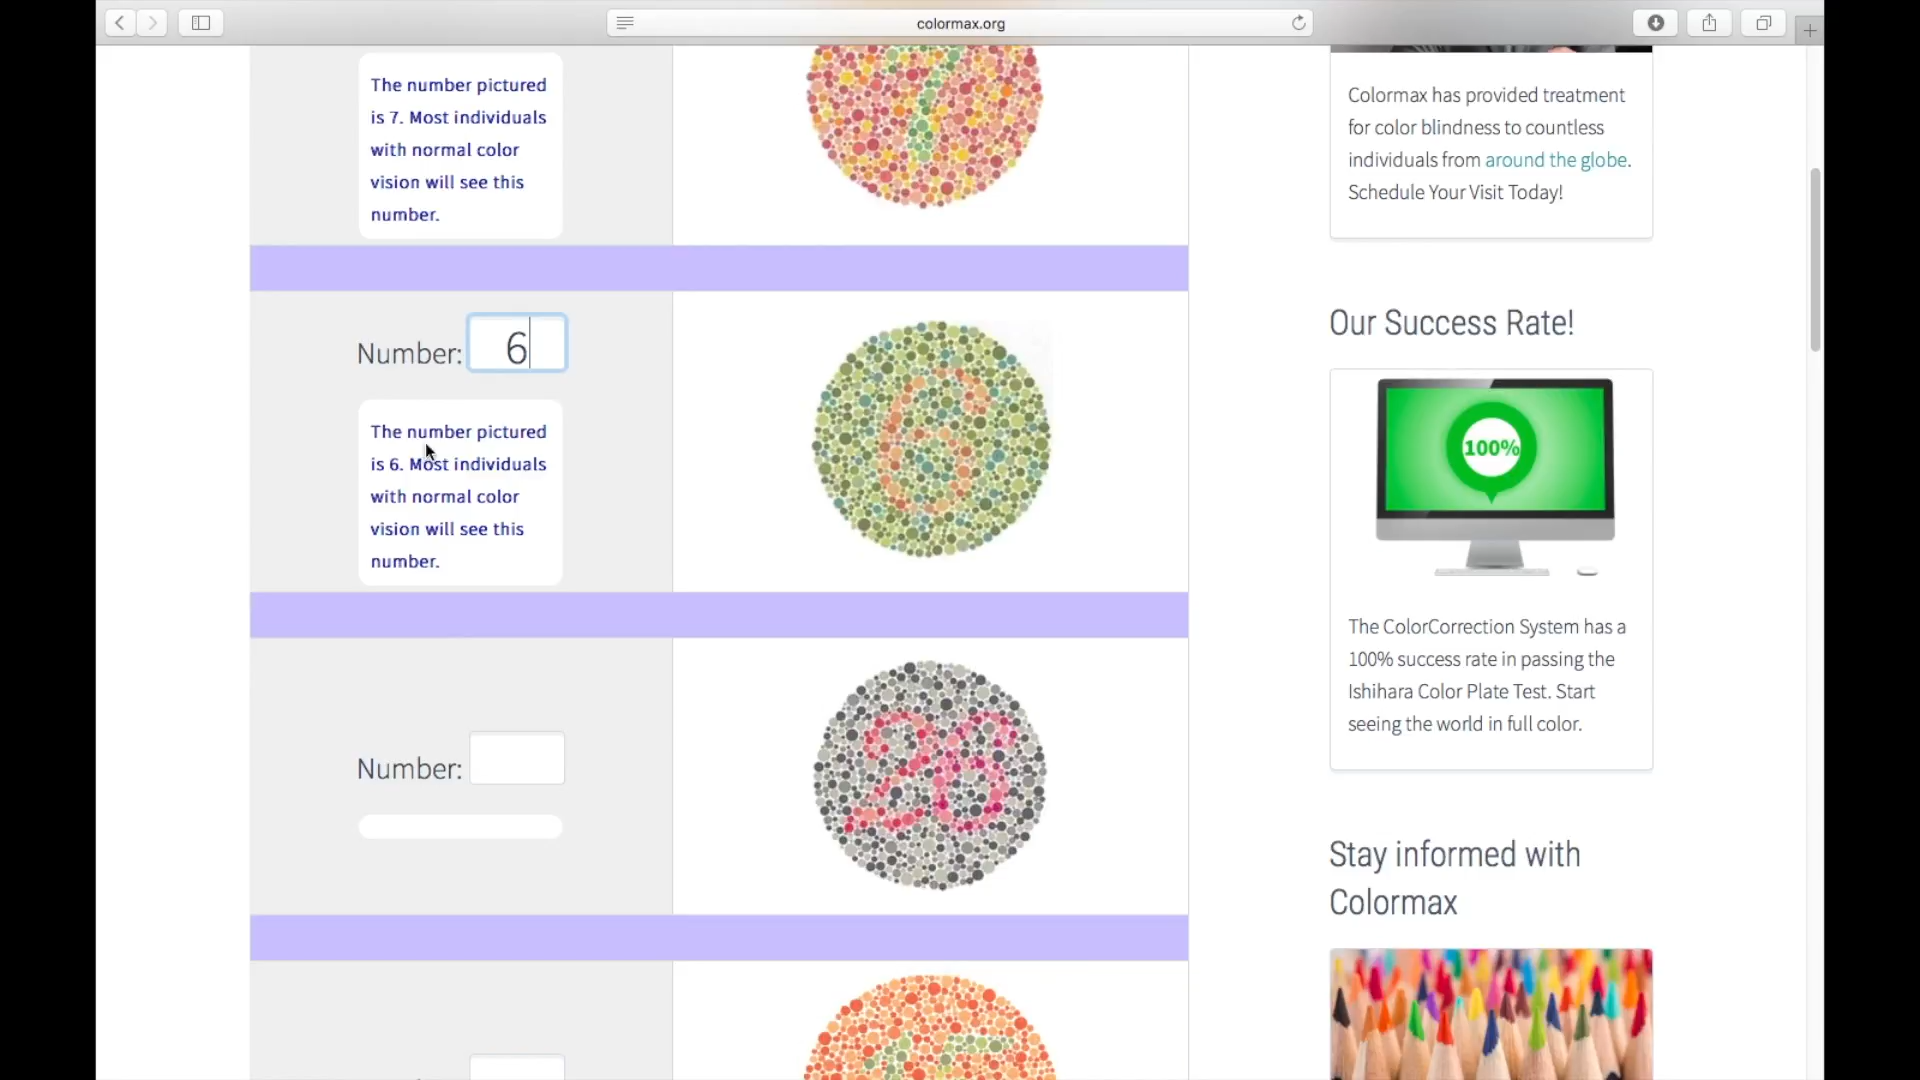 colormax.org
The number pictured
is 7. Most individuals
with normal color
vision will see this
number.
7
Number: 6
The number pictured
is 6. Most individuals
with normal color
vision will see this
number.
6
Number:
26
Colormax has provided treatment
for color blindness to countless
individuals from around the globe.
Schedule Your Visit Today!
Our Success Rate!
100%
The ColorCorrection System has a
100% success rate in passing the
Ishihara Color Plate Test. Start
seeing the world in full color.
Stay informed with
Colormax